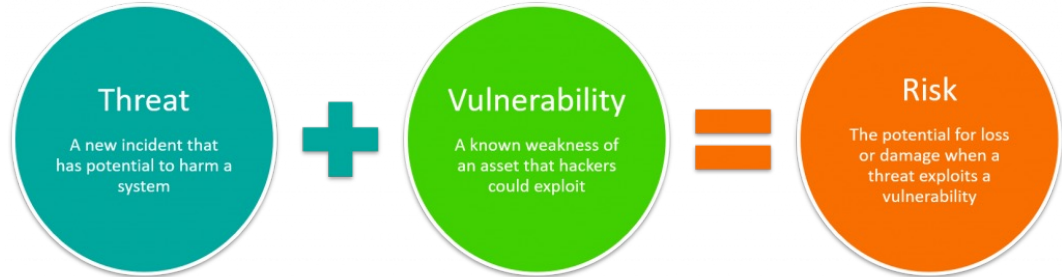 Threat
A new incident that
has potential to harm a
system
+
Vulnerability
A known weakness of
an asset that hackers
could exploit
=
Risk
The potential for loss
or damage when a
threat exploits a
vulnerability